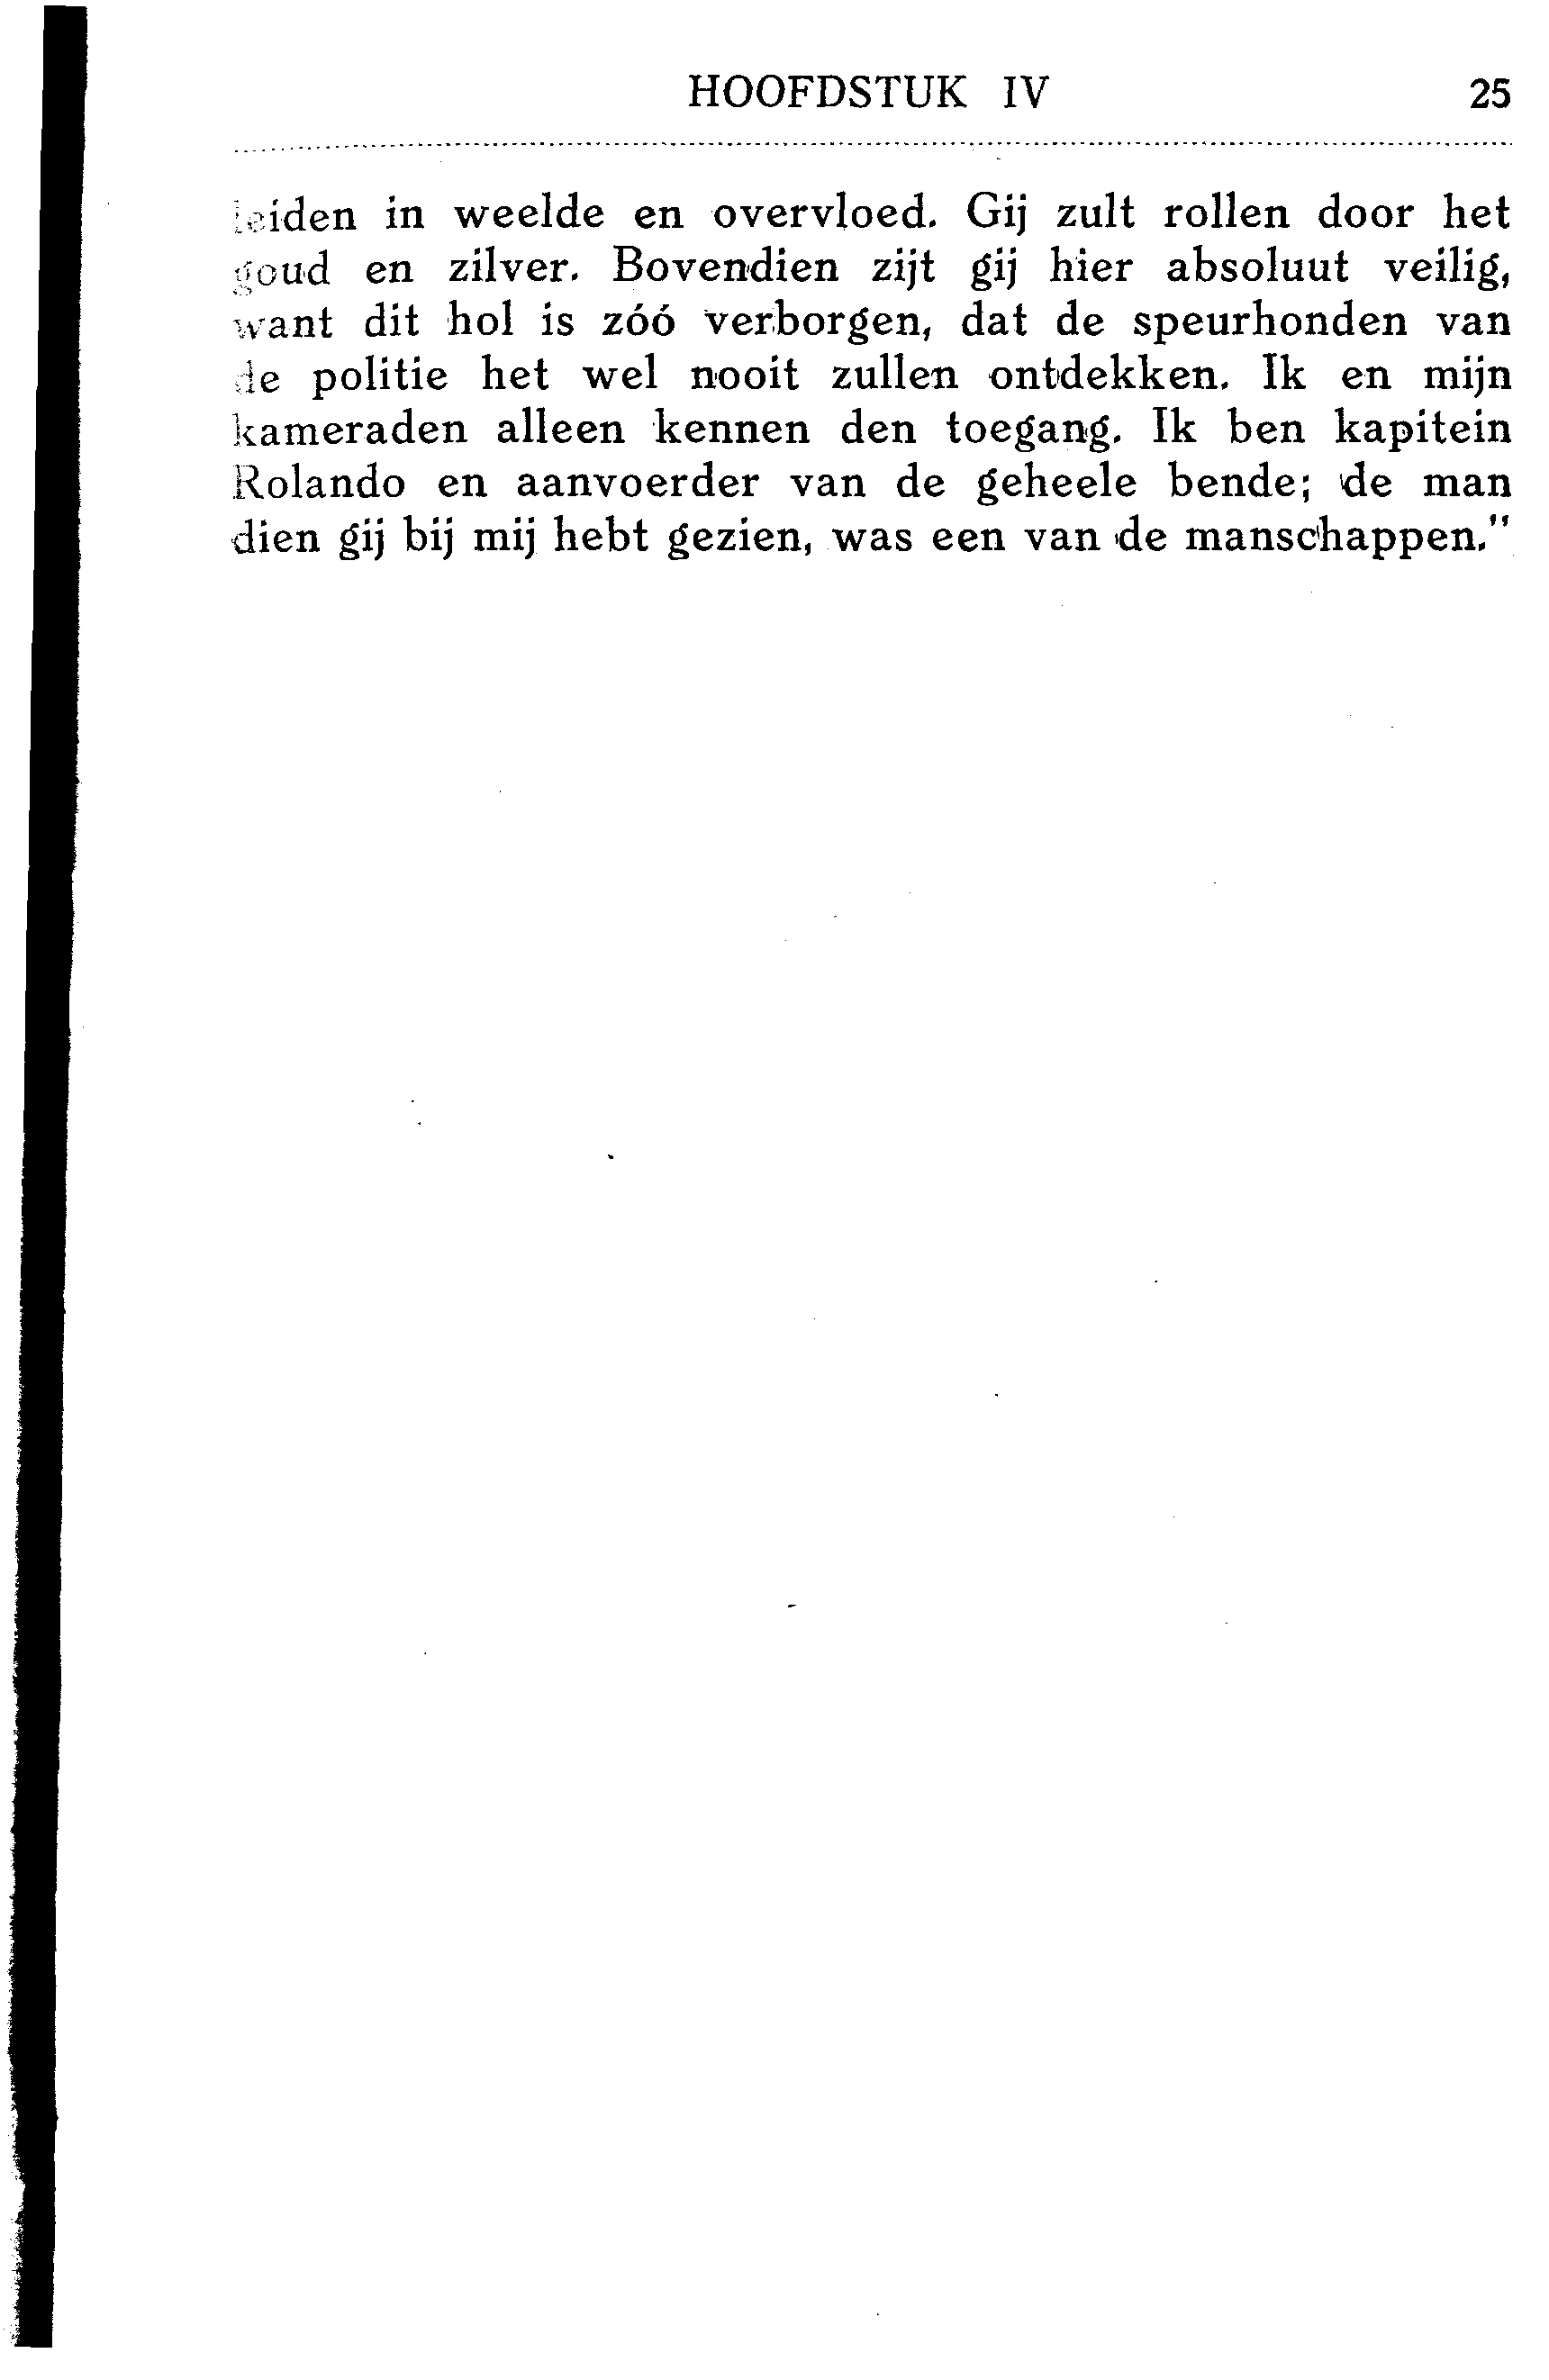 HOOFDSTUK IV 25
leiden in weelde en overvloed. Gij zult rollen door het
goud en zilver. Bovendien zijt gij hier absoluut veilig,
want dit hol is zóó verborgen, dat de speurhonden van
de politie het wel nooit zullen ontdekken. Ik en mijn
kameraden alleen kennen den toegang. Ik ben kapitein
Rolando en aanvoerder van de geheele bende; de man
dien gij bij mij hebt gezien, was een van de manschappen."